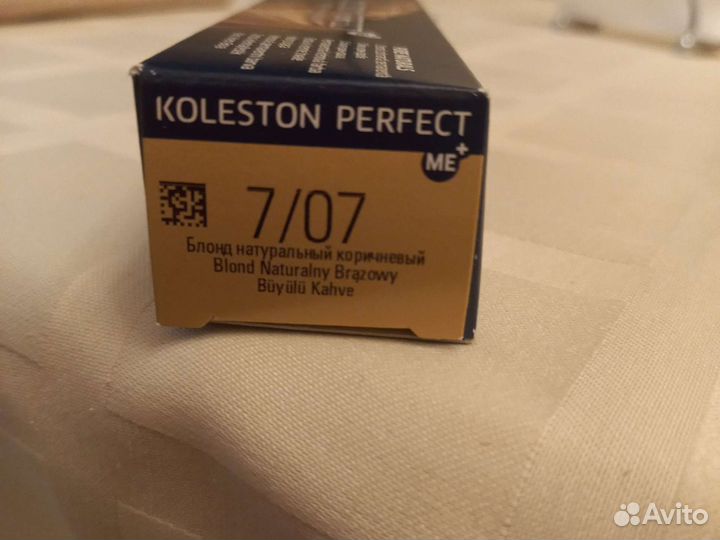 KOLESTON PERFECT
ME+
7/07
Блонд натуральный коричневый
Blond Naturalny Brązowy
Büyülü Kahve
Avito